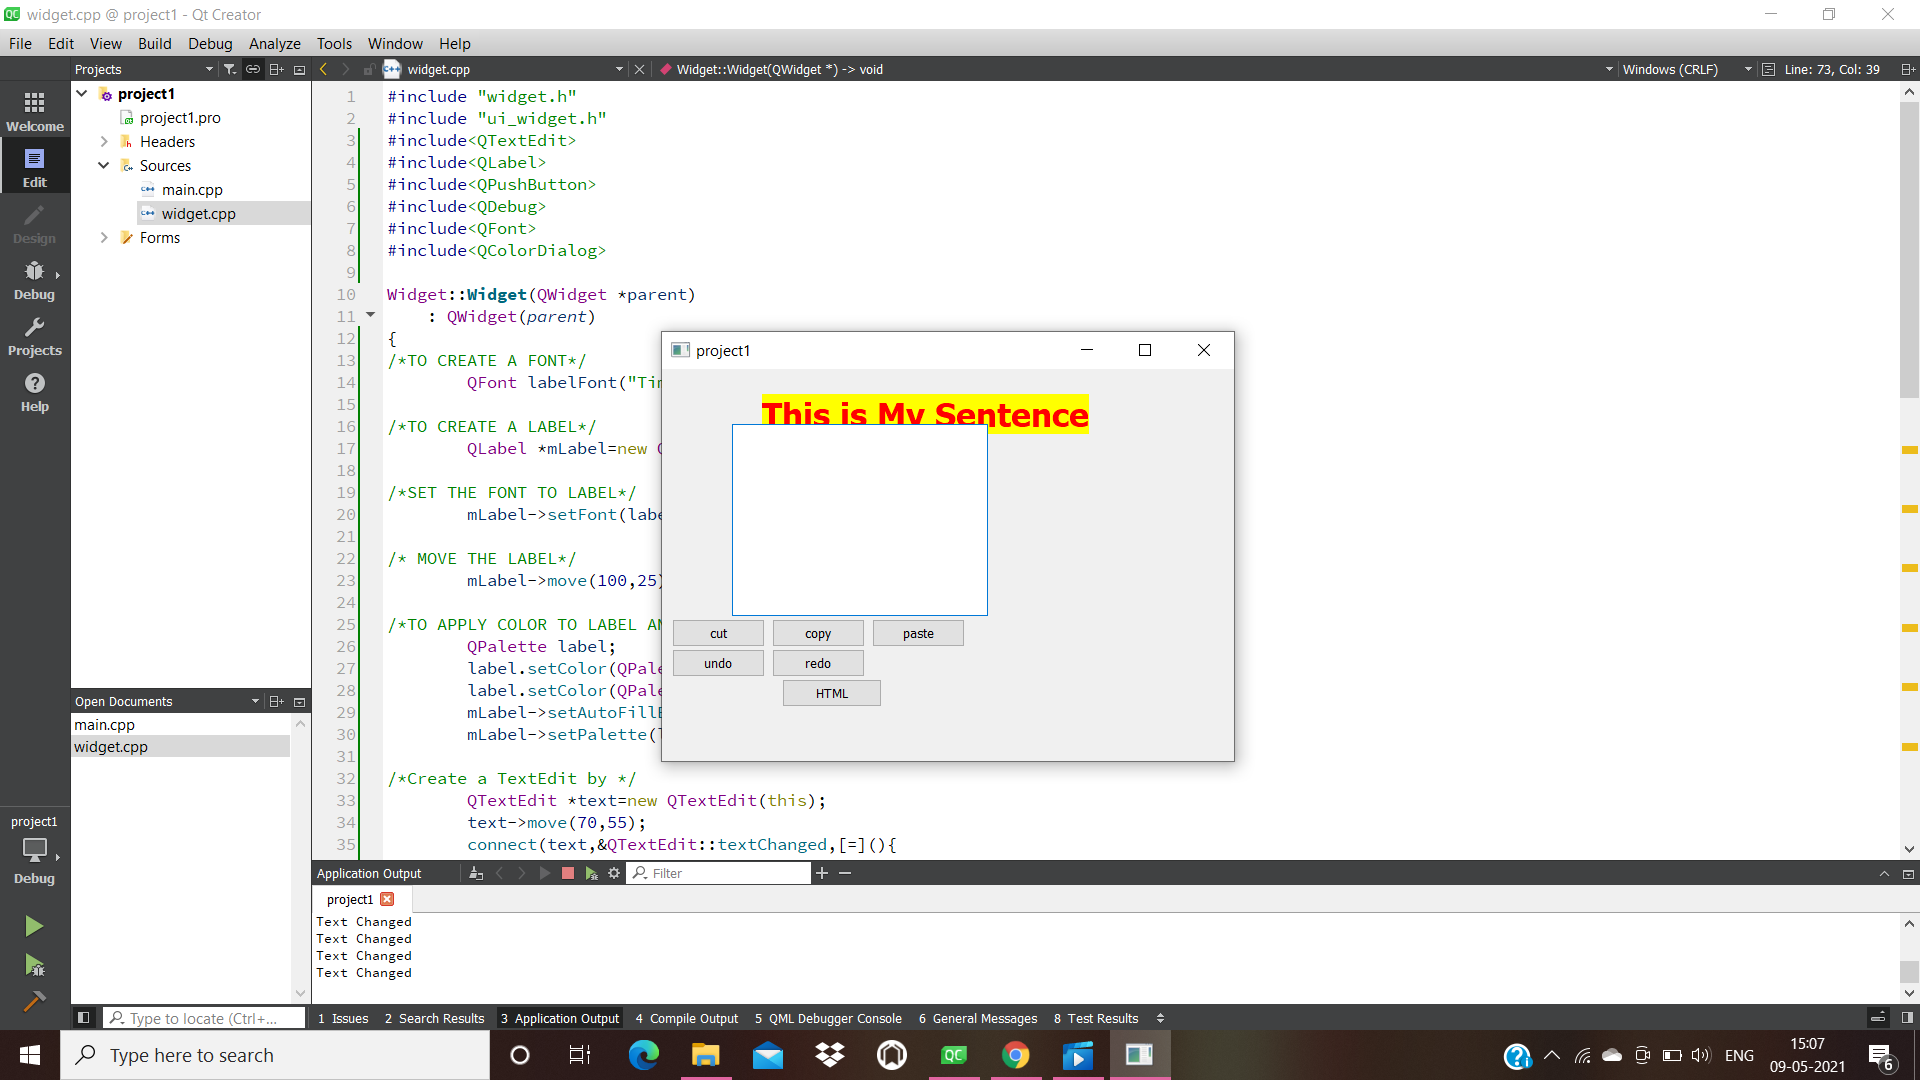 widget.cpp @ project1 - Qt Creator
File Edit View Build Debug Analyze Tools Window Help
Projects
widget.cpp
Widget::Widget(QWidget *) -> void
Windows (CRLF)
Line: 73, Col: 39
Welcome
Edit
Design
Debug
Projects
Help
project1
Debug
project1
project1.pro
Headers
Sources
main.cpp
widget.cpp
Forms
Open Documents
main.cpp
widget.cpp
1 #include "widget.h"
2 #include "ui_widget.h"
3 #include<QTextEdit>
4 #include<QLabel>
5 #include<QPushButton>
6 #include<QDebug>
7 #include<QFont>
8 #include<QColorDialog>
9
10 Widget::Widget(QWidget *parent)
11 : QWidget(parent)
12 {
13 /*TO CREATE A FONT*/
14 QFont labelFont("Ti
15
16 /*TO CREATE A LABEL*/
17 QLabel *mLabel=new
18
19 /*SET THE FONT TO LABEL*/
20 mLabel->setFont(labe
21
22 /* MOVE THE LABEL*/
23 mLabel->move(100,25)
24
25 /*TO APPLY COLOR TO LABEL AN
26 QPalette label;
27 label.setColor(QPale
28 label.setColor(QPale
29 mLabel->setAutoFill
30 mLabel->setPalette(
31
32 /*Create a TextEdit by */
33 QTextEdit *text=new QTextEdit(this);
34 text->move(70,55);
35 connect(text,&QTextEdit::textChanged,[=](){
project1
This is My Sentence
cut copy paste
undo redo
HTML
Application Output
Filter
project1
Text Changed
Text Changed
Text Changed
Text Changed
Type to locate (Ctrl+...
1 Issues 2 Search Results 3 Application Output 4 Compile Output 5 QML Debugger Console 6 General Messages 8 Test Results
Type here to search
QC
ENG
15:07
09-05-2021
6